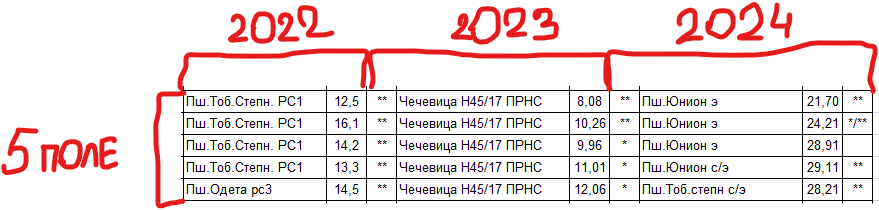 2022 2023 2024
Пш.Тоб.Степн. РС1 12,5 ** Чечевица Н45/17 ПРНС 8,08 ** Пш.Юнион э 21,70 **
Пш.Тоб.Степн. РС1 16,1 ** Чечевица Н45/17 ПРНС 10,26 ** Пш.Юнион э 24,21 */**
Пш.Тоб.Степн. РС1 14,2 ** Чечевица Н45/17 ПРНС 9,96 * Пш.Юнион э 28,91
Пш.Тоб.Степн. РС1 13,3 ** Чечевица Н45/17 ПРНС 11,01 * Пш.Юнион с/э 29,11 **
Пш.Одета рс3 14,5 ** Чечевица Н45/17 ПРНС 12,06 * Пш.Тоб.степн с/э 28,21 **
5 ПОЛЕ